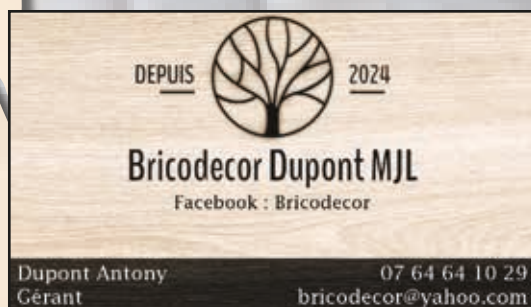 DEPUIS 2024
Bricodecor Dupont MJL
Facebook : Bricodecor
Dupont Antony 07 64 64 10 29
Gérant bricodecor@yahoo.com